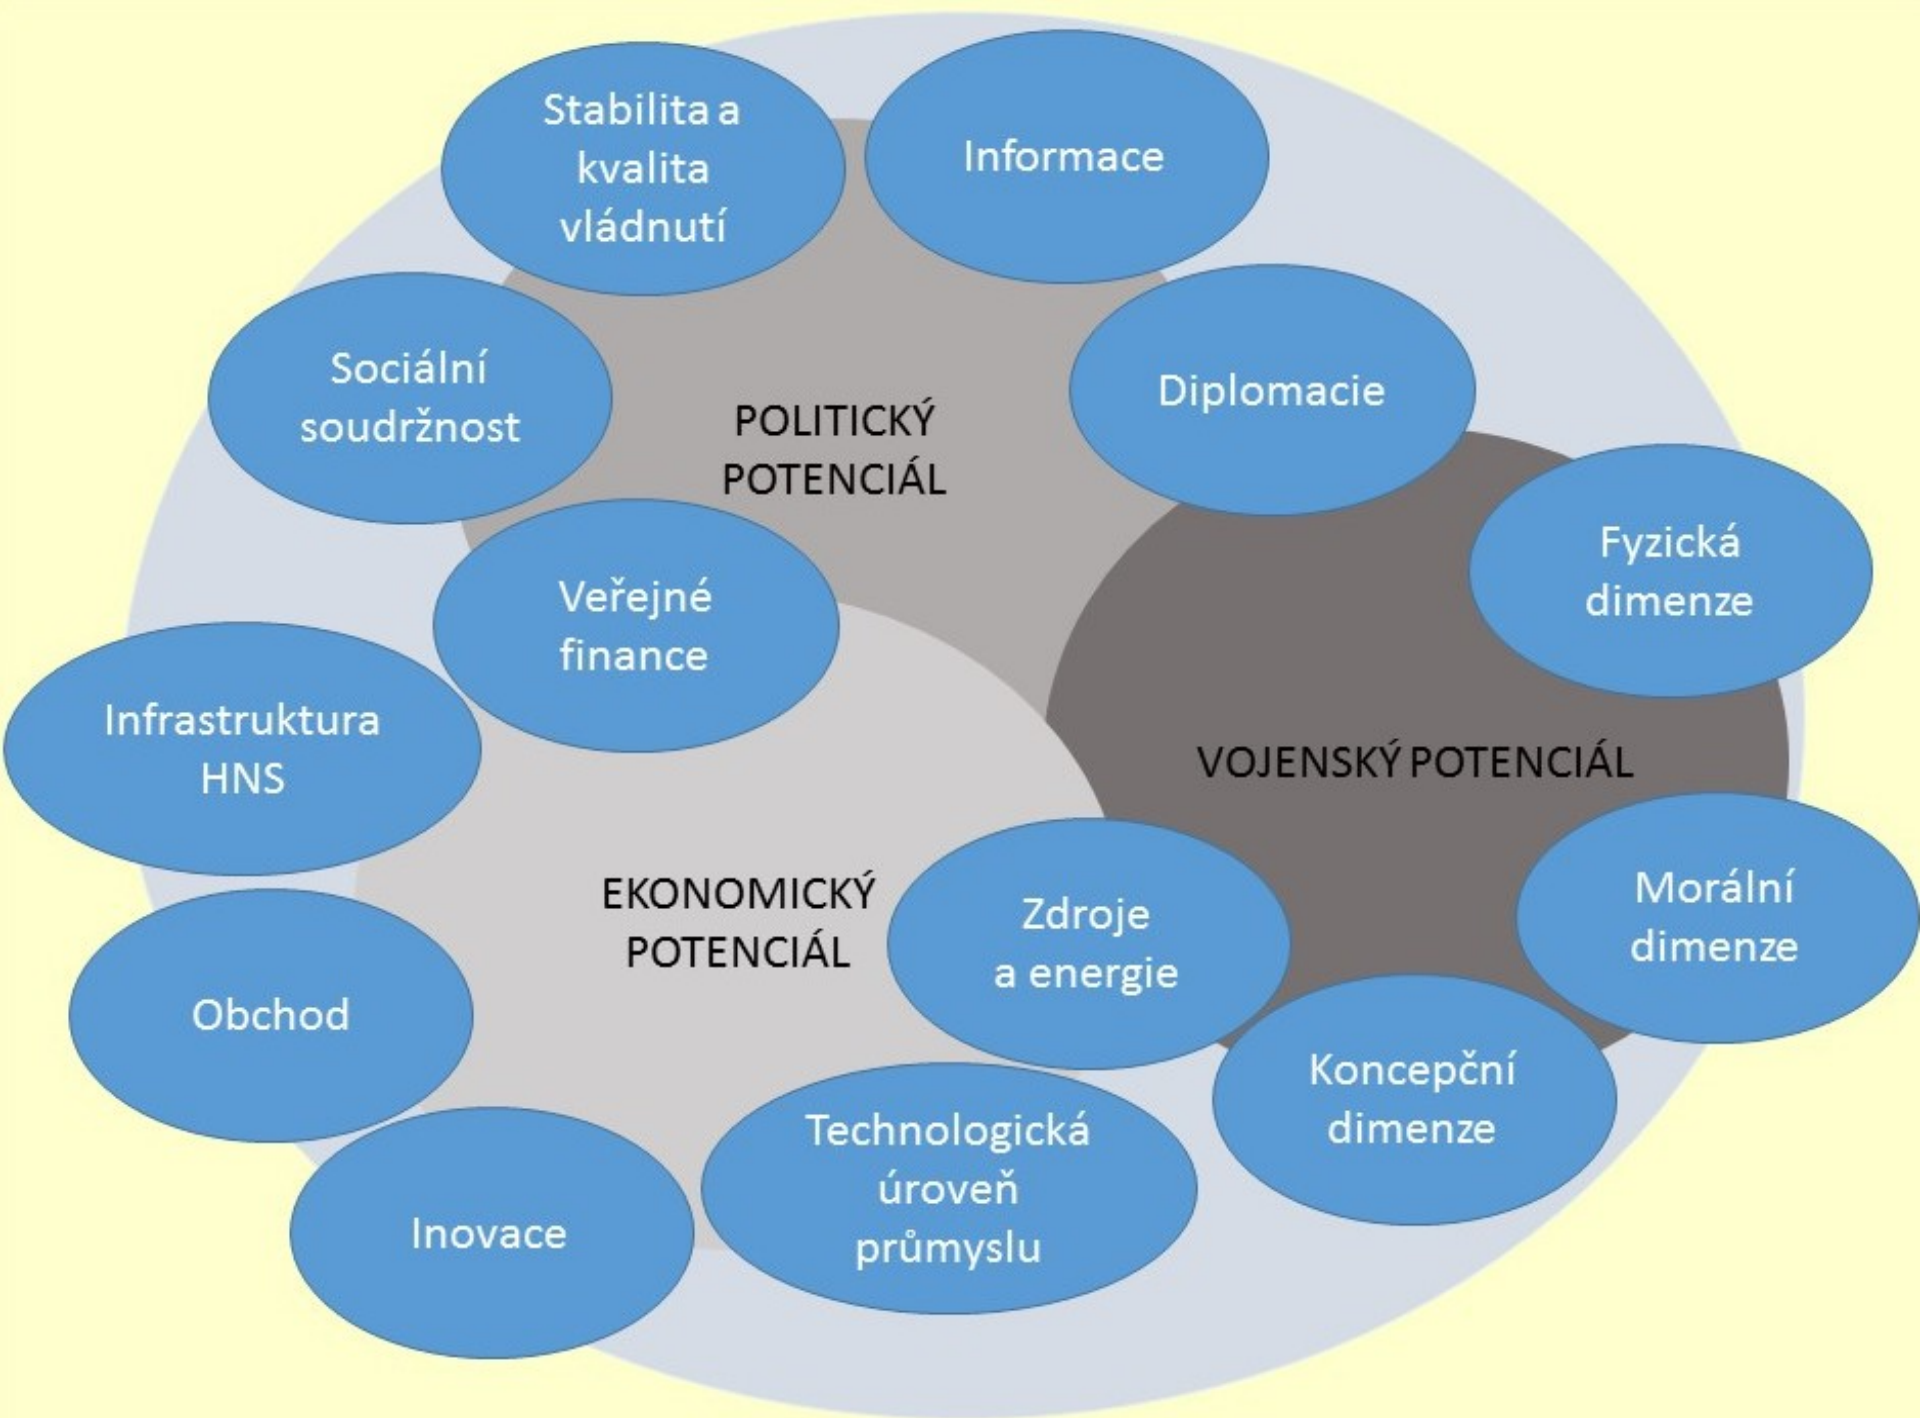 Stabilita a
kvalita
vládnutí
Informace
Sociální
soudržnost
Diplomacie
POLITICKÝ
POTENCIÁL
Fyzická
dimenze
Veřejné
finance
Infrastruktura
HNS
VOJENSKÝ POTENCIÁL
EKONOMICKÝ
POTENCIÁL
Zdroje
a energie
Morální
dimenze
Obchod
Koncepční
dimenze
Technologická
úroveň
průmyslu
Inovace